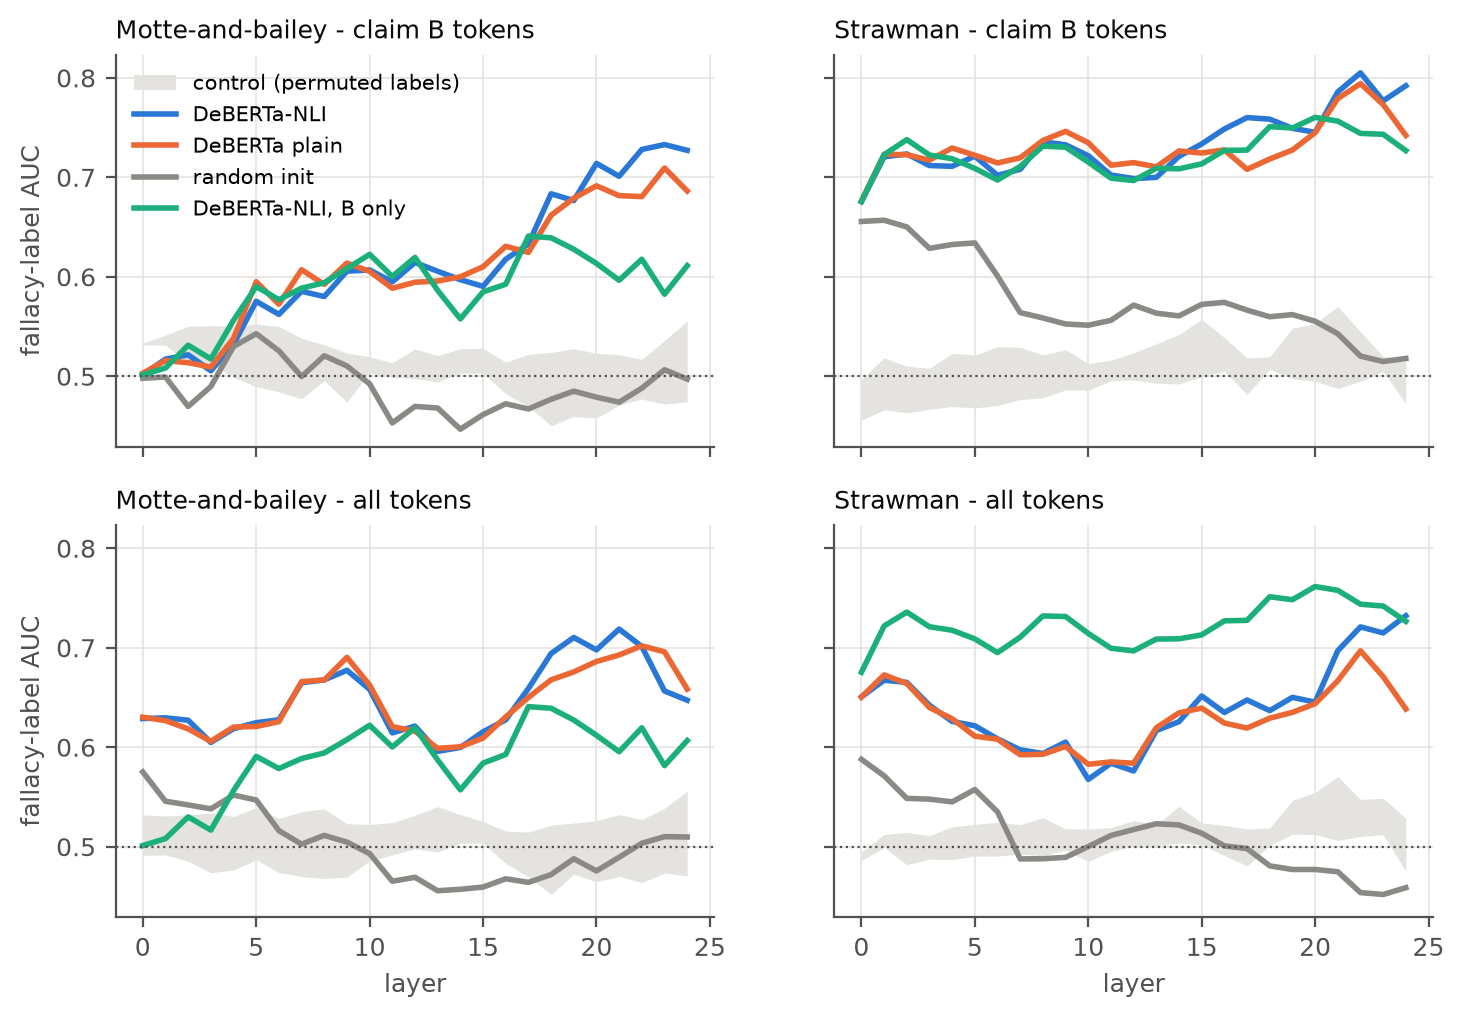 Motte-and-bailey - claim B tokens
Strawman - claim B tokens
0.8
0.7
0.6
0.5
fallacy-label AUC
control (permuted labels)
DeBERTa-NLI
DeBERTa plain
random init
DeBERTa-NLI, B only
Motte-and-bailey - all tokens
Strawman - all tokens
0.8
0.7
0.6
0.5
fallacy-label AUC
0 5 10 15 20 25
0 5 10 15 20 25
layer
layer